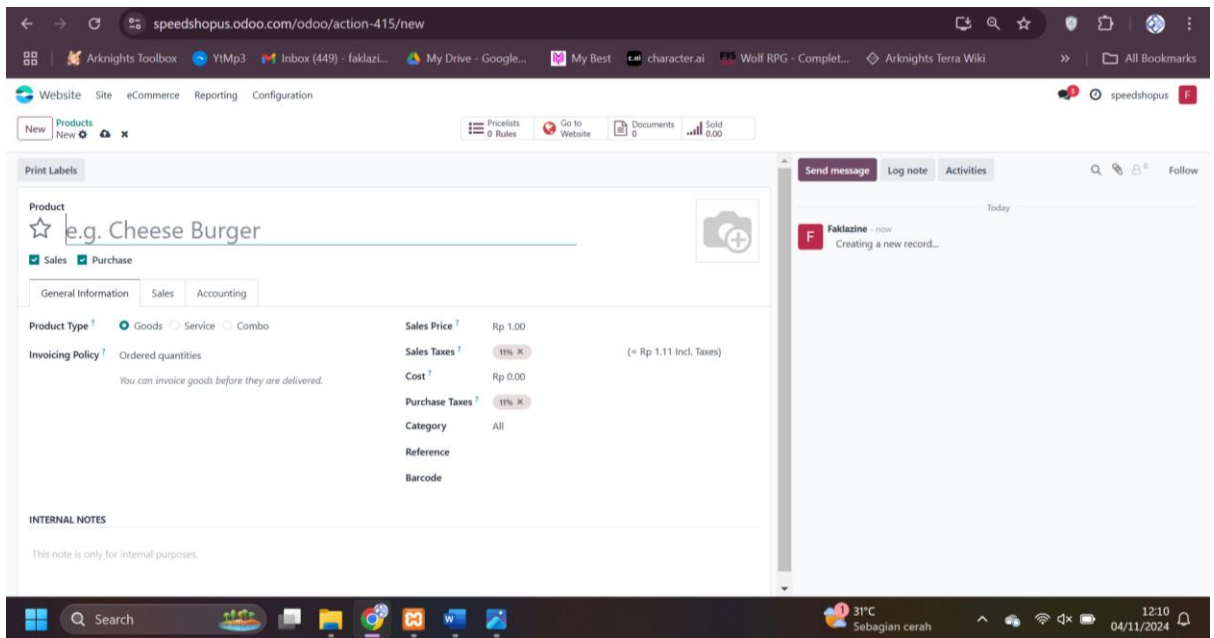 speedshopus.odoo.com/odoo/action-415/new
Arknights Toolbox YtMp3 Inbox (449) - faklazi... My Drive - Google... My Best c.ai character.ai Wolf RPG - Complet... Arknights Terra Wiki » All Bookmarks
Website Site eCommerce Reporting Configuration speedshopus F
New Products Pricelists Go to Documents Sold
New 0 Rules Website 0 0.00
Print Labels Send message Log note Activities 0 Follow
Today
Product
e.g. Cheese Burger
Faklazine - now
F Creating a new record...
Sales Purchase
General Information Sales Accounting
Product Type ? Goods Service Combo Sales Price ? Rp 1.00
Invoicing Policy ? Ordered quantities Sales Taxes ? 11% × (= Rp 1.11 Incl. Taxes)
You can invoice goods before they are delivered. Cost ? Rp 0.00
Purchase Taxes ? 11% ×
Category All
Reference
Barcode
INTERNAL NOTES
This note is only for internal purposes.
Search 1 31°C 12:10
Sebagian cerah 04/11/2024